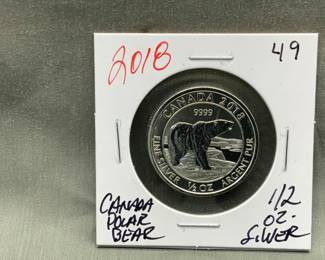 2018
49
CANADA 2018
9999
FINE SILVER 1/2 OZ ARGENT PUR
CANADA
POLAR
BEAR
1/2
OZ.
SILVER